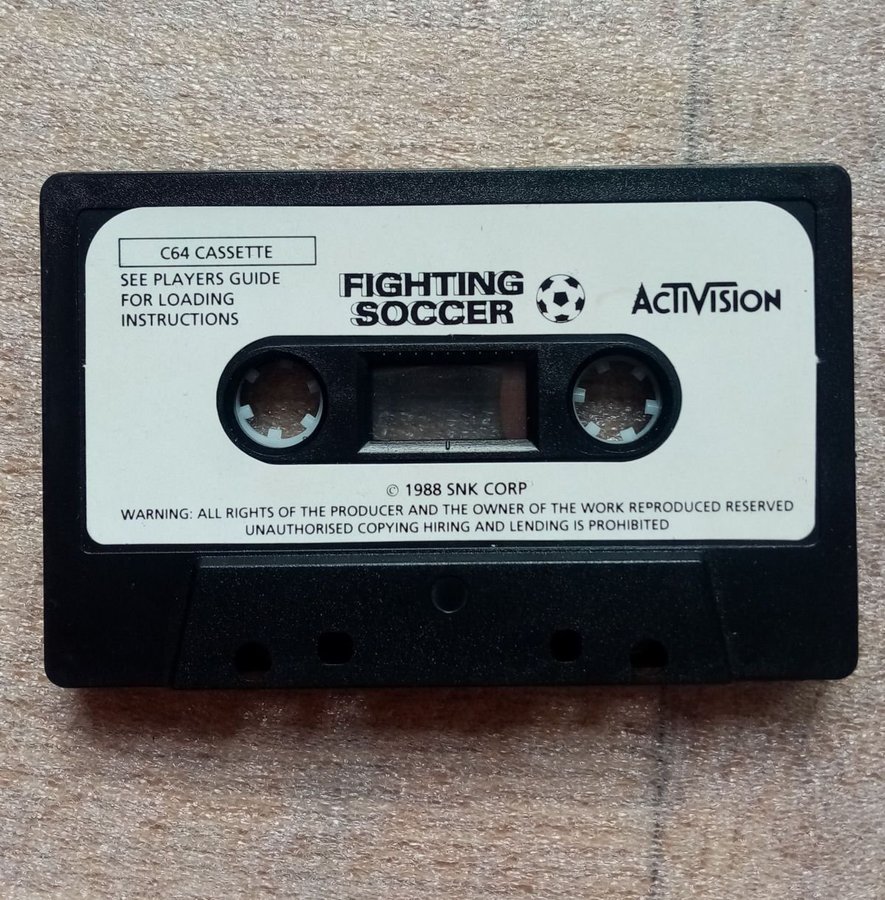 C64 CASSETTE
SEE PLAYERS GUIDE
FOR LOADING
INSTRUCTIONS
FIGHTING
SOCCER
ACTIVISION
© 1988 SNK CORP
WARNING: ALL RIGHTS OF THE PRODUCER AND THE OWNER OF THE WORK REPRODUCED RESERVED
UNAUTHORISED COPYING HIRING AND LENDING IS PROHIBITED